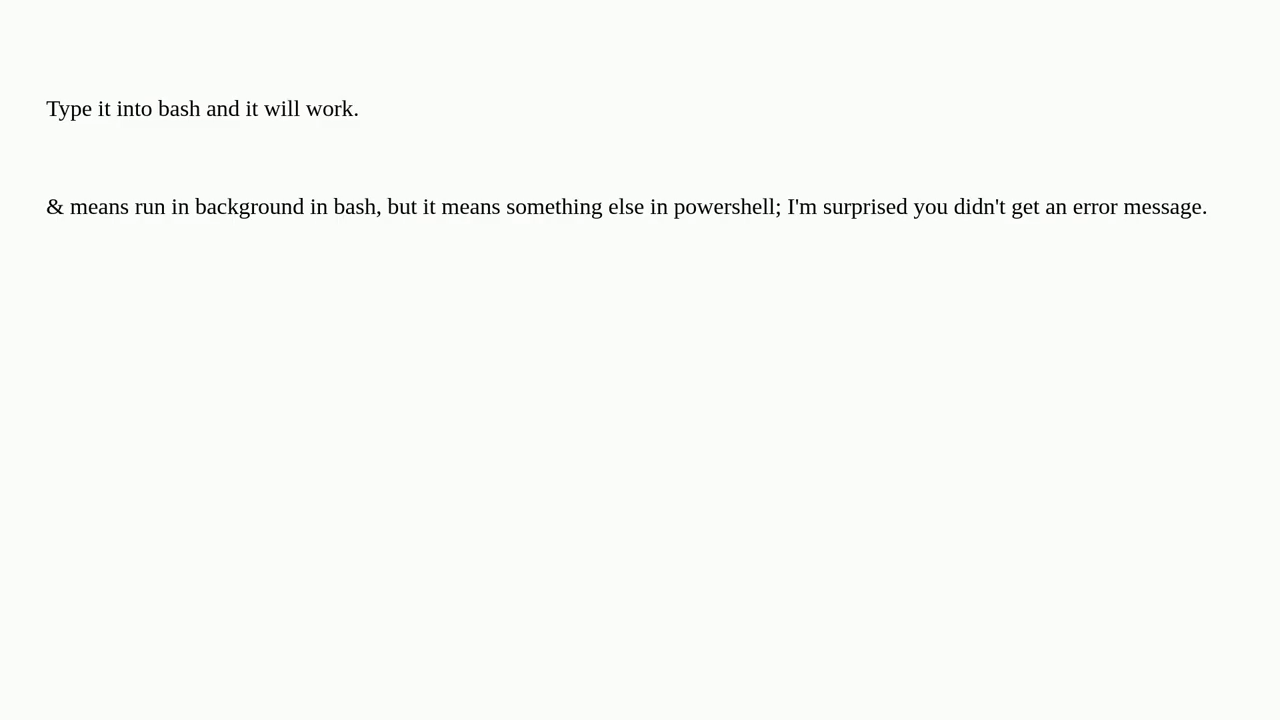 Type it into bash and it will work.
& means run in background in bash, but it means something else in powershell; I'm surprised you didn't get an error message.